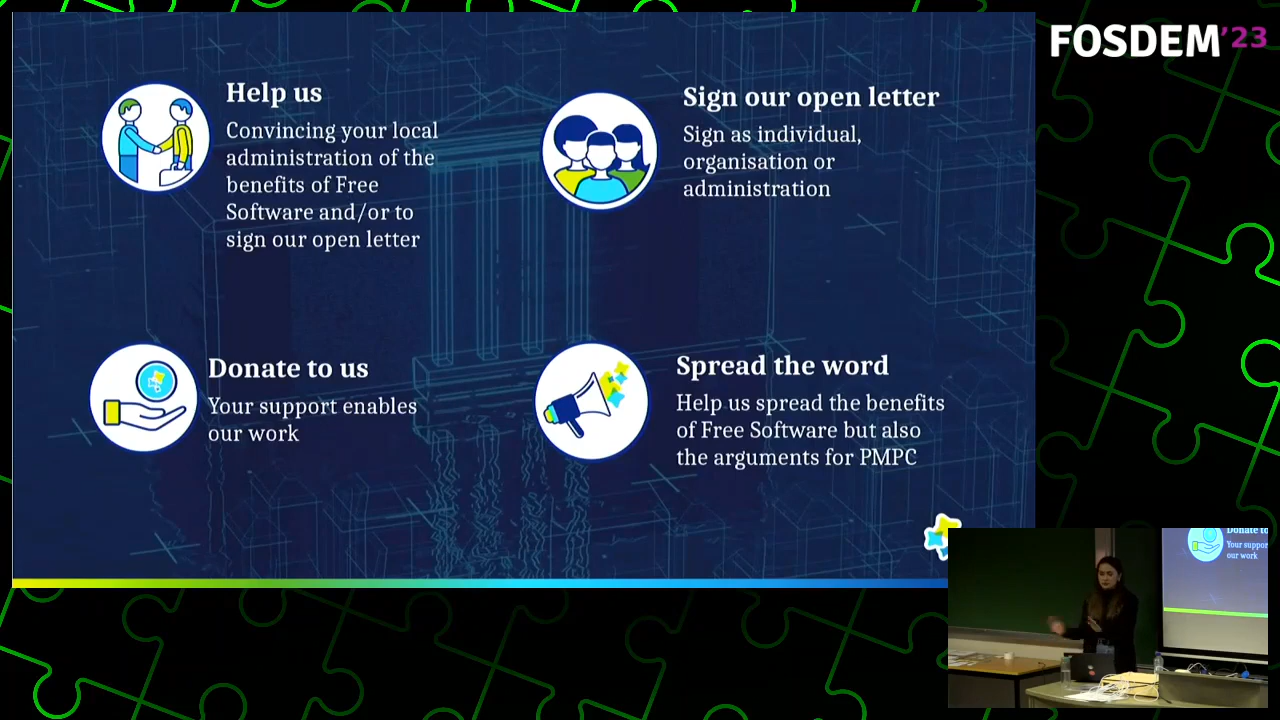 FOSDEM'23
Help us
Convincing your local
administration of the
benefits of Free
Software and/or to
sign our open letter
Sign our open letter
Sign as individual,
organisation or
administration
Donate to us
Your support enables
our work
Spread the word
Help us spread the benefits
of Free Software but also
the arguments for PMPC
Donate to
Your suppor
our work